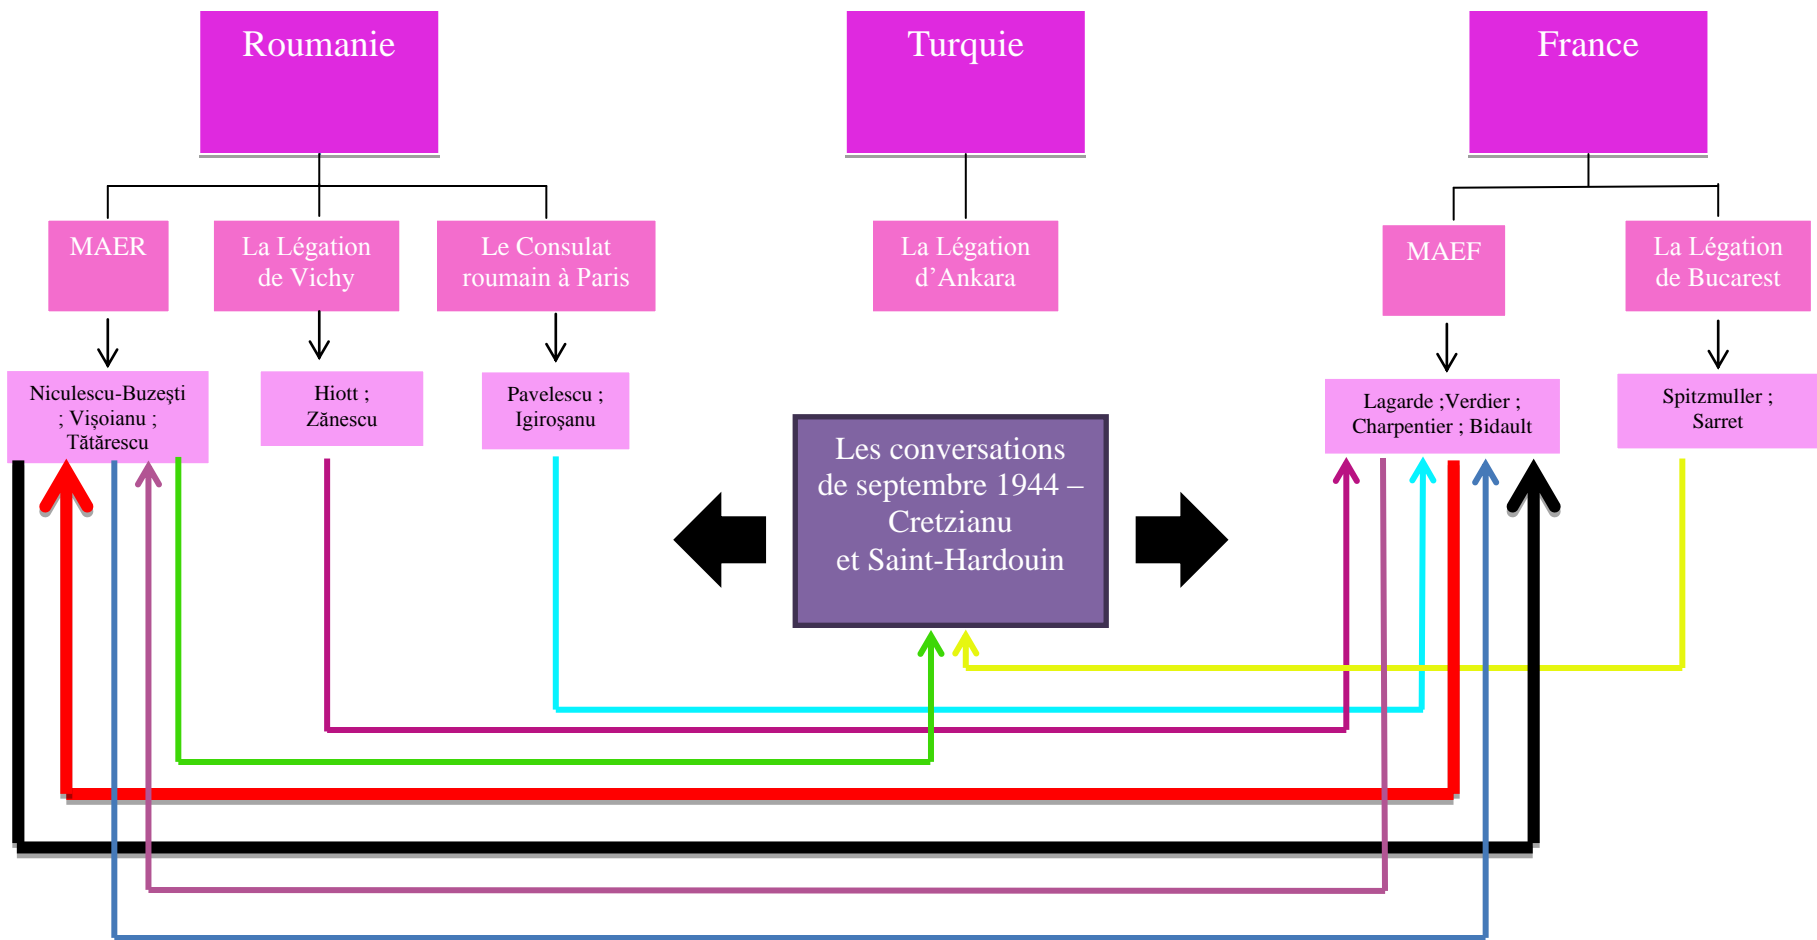 Roumanie
Turquie
France
MAER
La Légation
de Vichy
Le Consulat
roumain à Paris
La Légation
d’Ankara
MAEF
La Légation
de Bucarest
Niculescu-Buzeşti
; Vişoianu ;
Tătărescu
Hiott ;
Zănescu
Pavelescu ;
Igiroşanu
Lagarde ;Verdier ;
Charpentier ; Bidault
Spitzmuller ;
Sarret
Les conversations
de septembre 1944 –
Cretzianu
et Saint-Hardouin